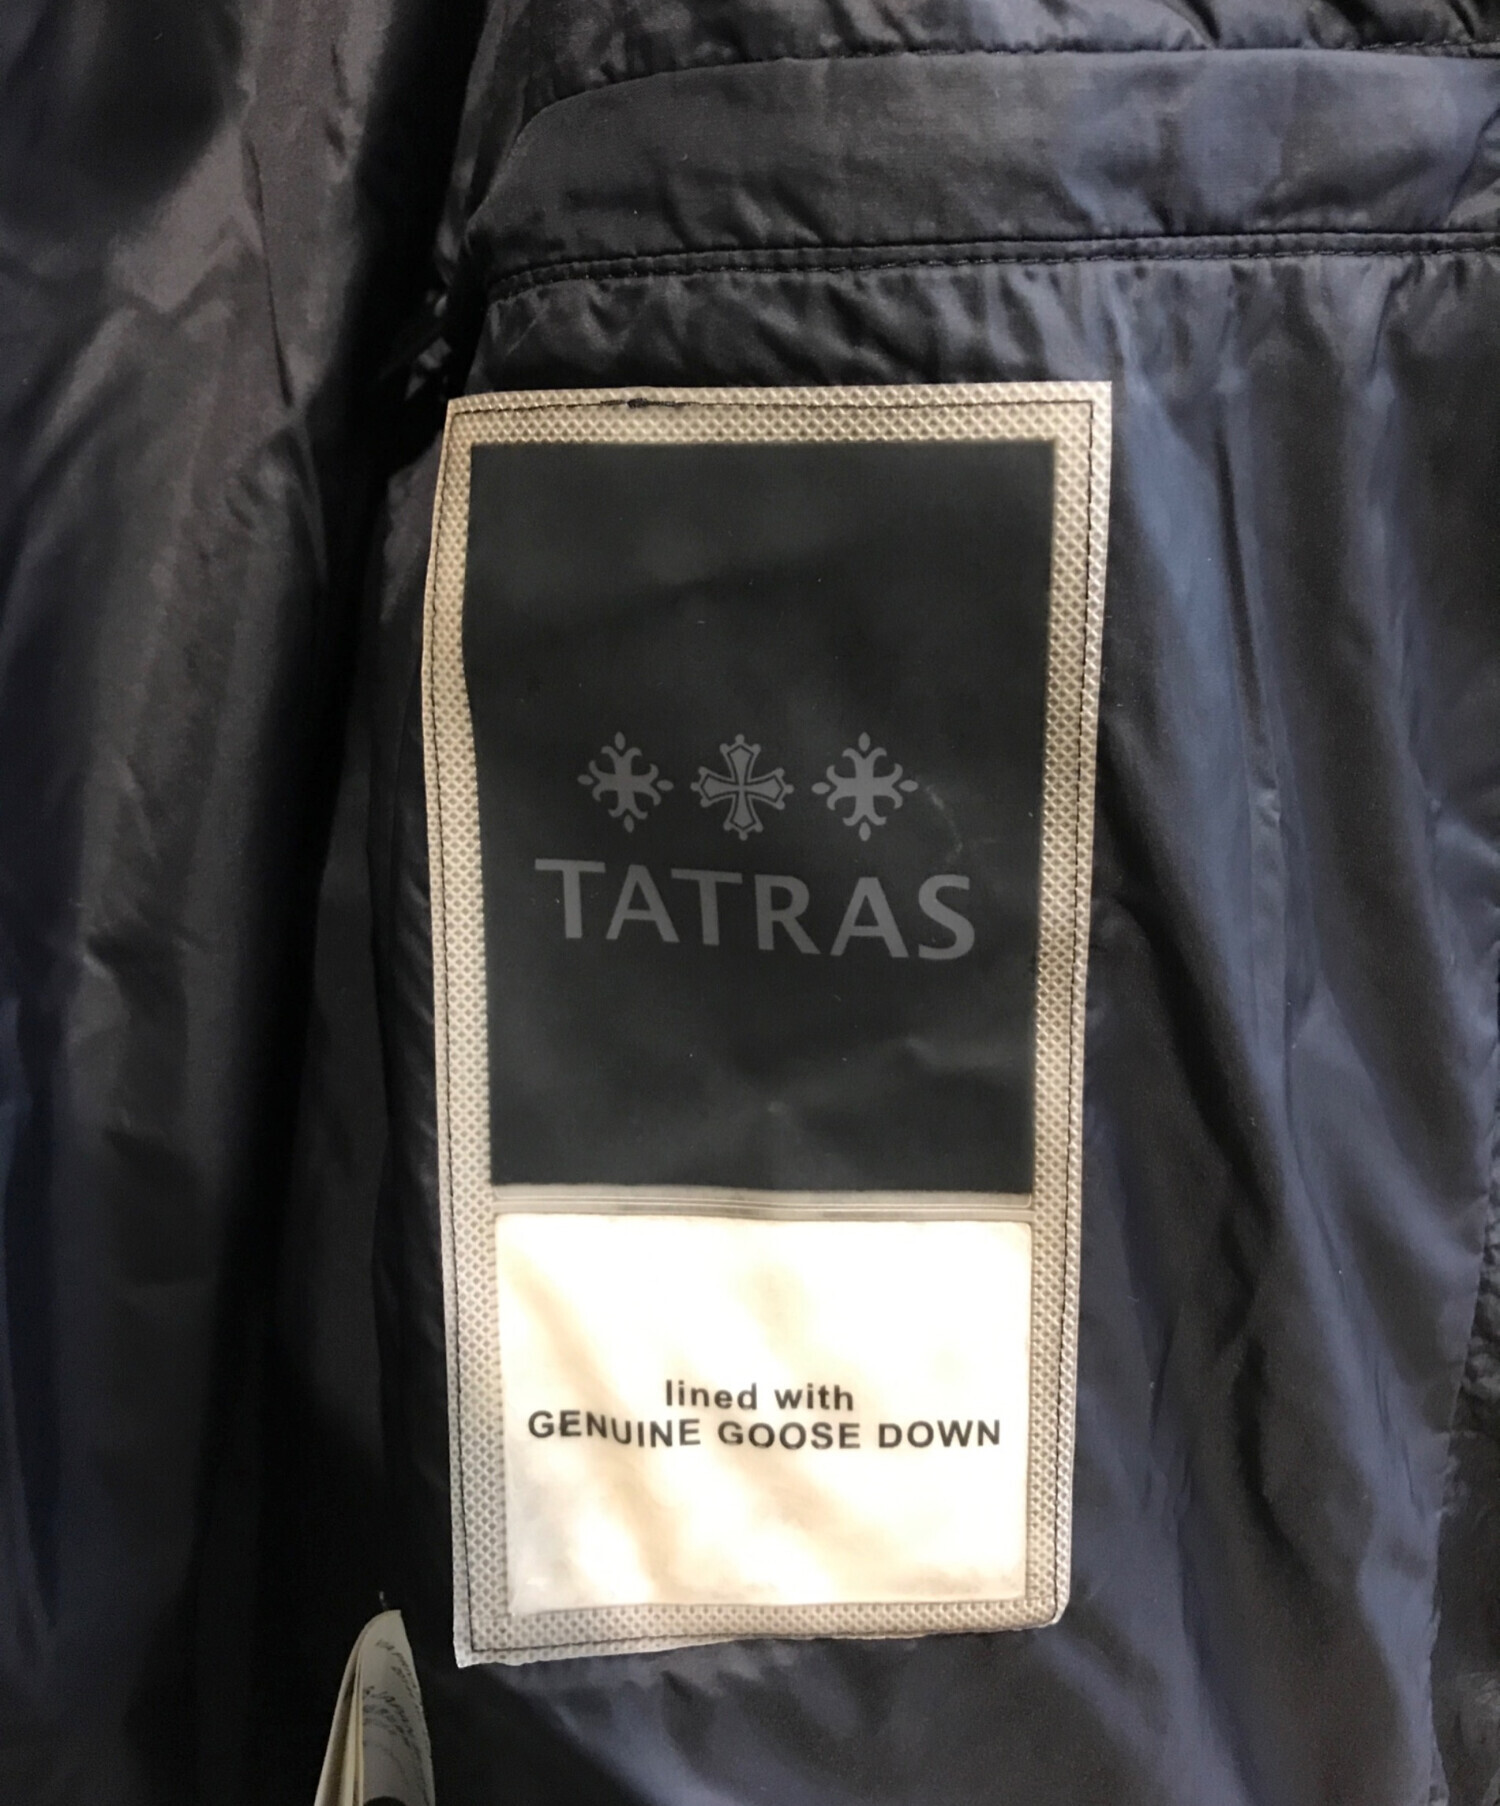 TATRAS
lined with
GENUINE GOOSE DOWN